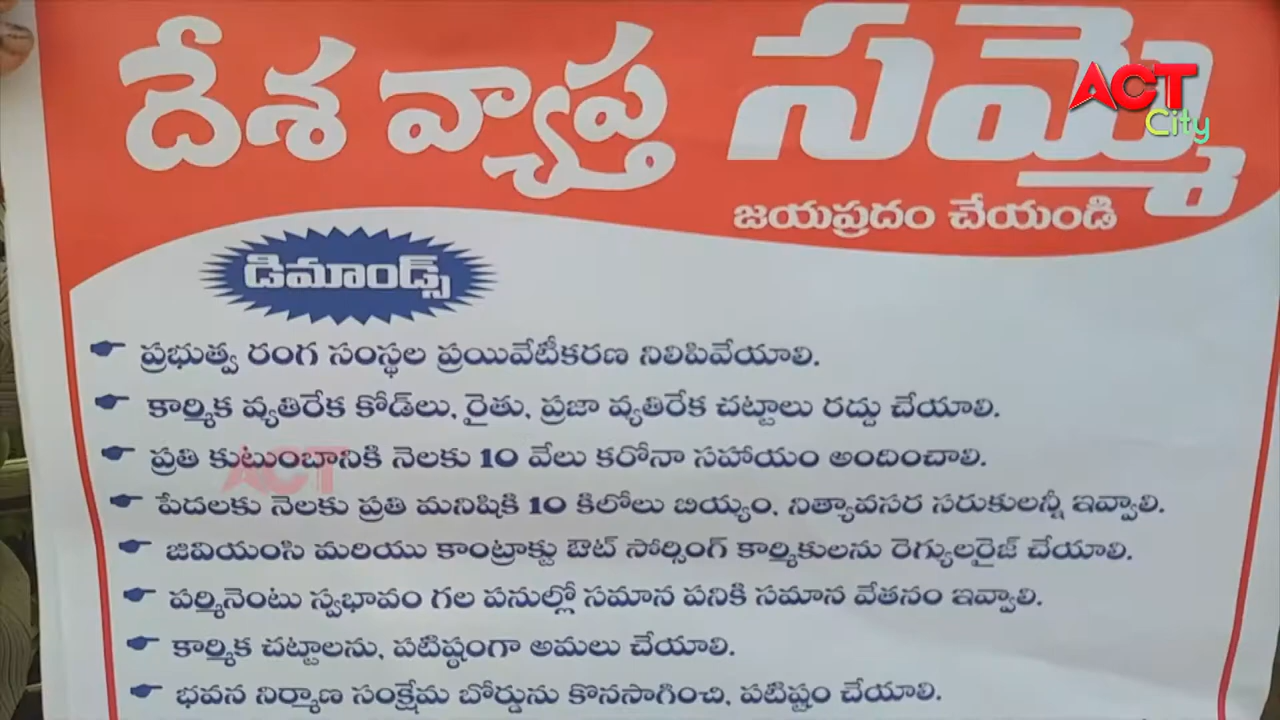 దేశ వ్యాప్త సమ్మె
ACT
City
జయప్రదం చేయండి
డిమాండ్స్
ప్రభుత్వ రంగ సంస్థల ప్రయివేటీకరణ నిలిపివేయాలి.
కార్మిక వ్యతిరేక కోడ్‌లు, రైతు, ప్రజా వ్యతిరేక చట్టాలు రద్దు చేయాలి.
ప్రతి కుటుంబానికి నెలకు 10 వేలు కరోనా సహాయం అందించాలి.
ACT
పేదలకు నెలకు ప్రతి మనిషికి 10 కిలోలు బియ్యం, నిత్యావసర సరుకులన్నీ ఇవ్వాలి.
జివియంసి మరియు కాంట్రాక్టు ఔట్ సోర్సింగ్ కార్మికులను రెగ్యులరైజ్ చేయాలి.
పర్మినెంటు స్వభావం గల పనుల్లో సమాన పనికి సమాన వేతనం ఇవ్వాలి.
కార్మిక చట్టాలను, పటిష్ఠంగా అమలు చేయాలి.
భవన నిర్మాణ సంక్షేమ బోర్డును కొనసాగించి, పటిష్టం చేయాలి.